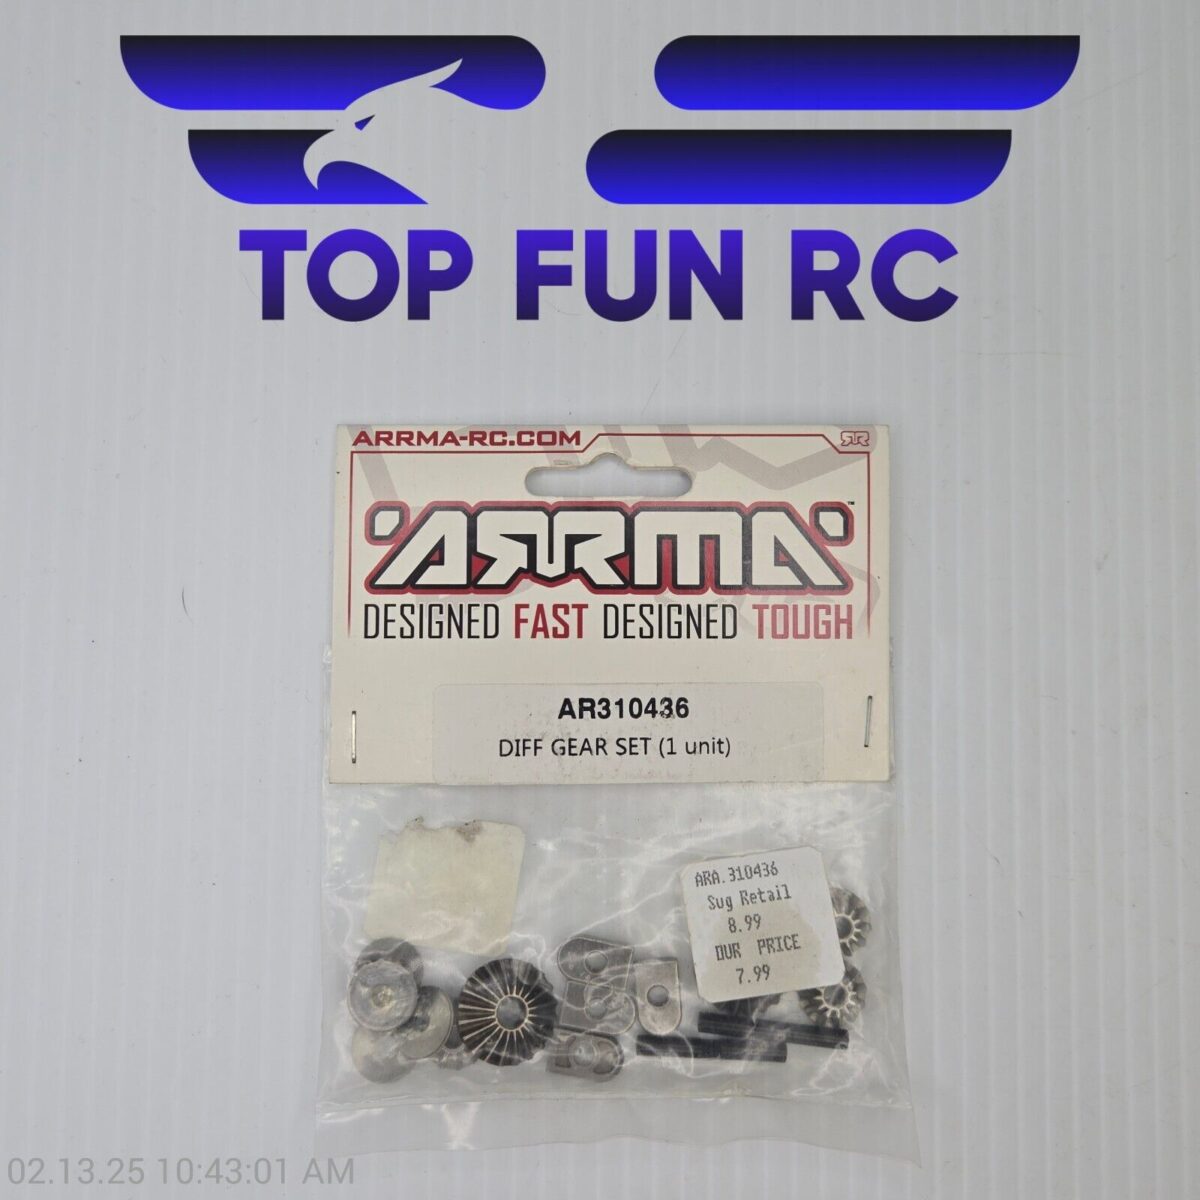 TOP FUN RC
ARRMA-RC.COM
ARRMA™
DESIGNED FAST DESIGNED TOUGH
AR310436
DIFF GEAR SET (1 unit)
ARA.310436
Sug Retail
8.99
OUR PRICE
7.99
02.13.25 10:43:01 AM